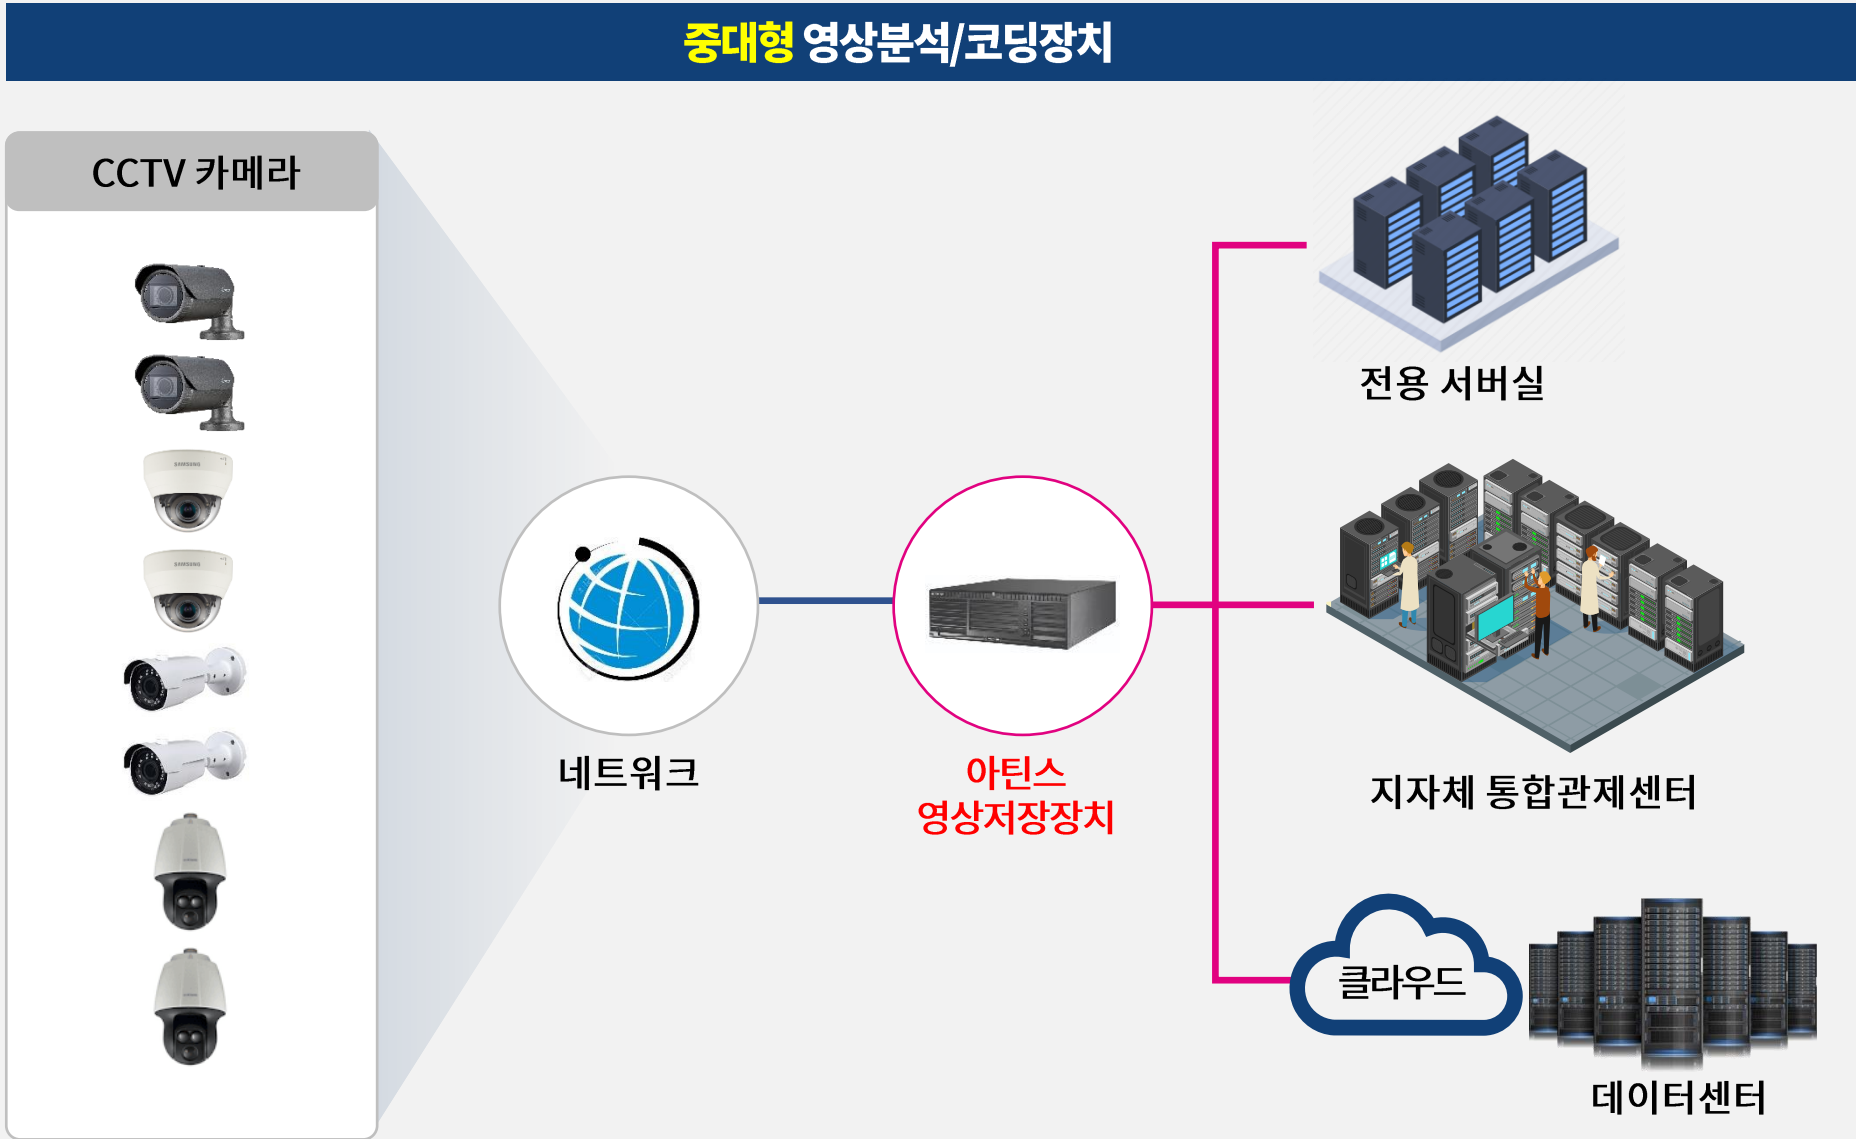 중대형 영상분석/코딩장치
CCTV 카메라
SAMSUNG
SAMSUNG
전용 서버실
네트워크
아틴스
영상저장장치
지자체 통합관제센터
클라우드
데이터센터